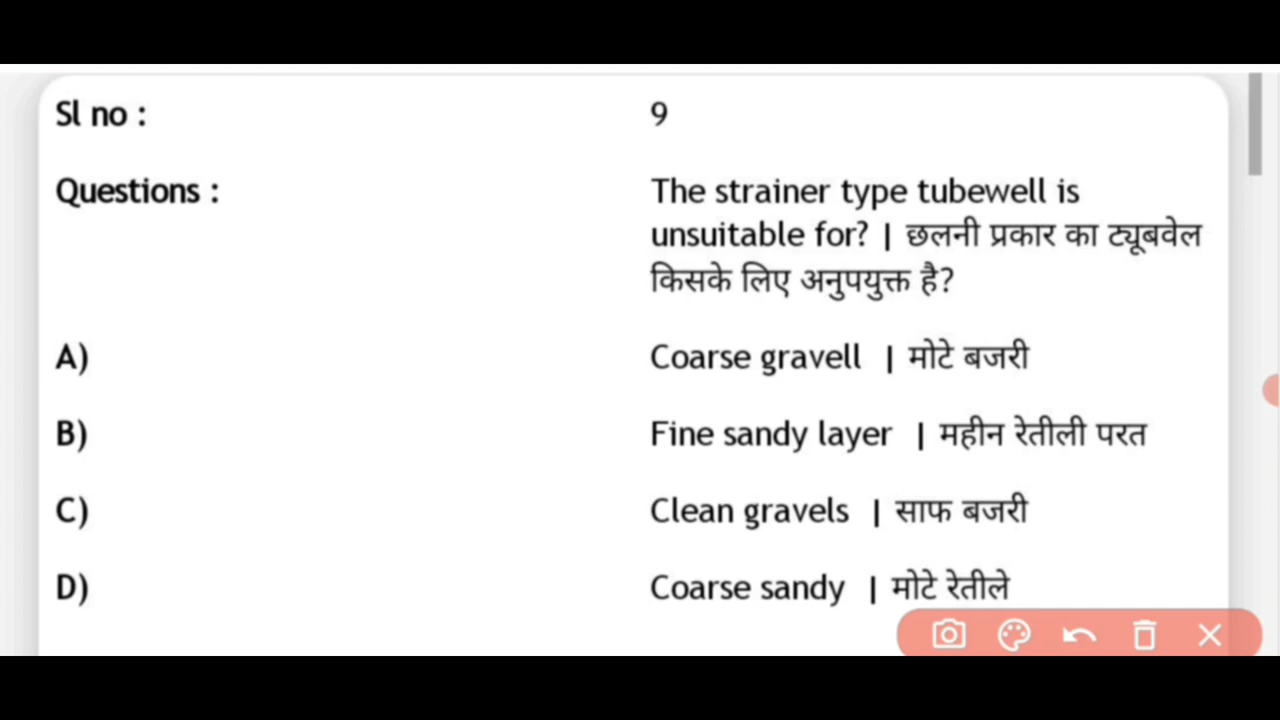 Sl no : 9
Questions : The strainer type tubewell is
unsuitable for? | छलनी प्रकार का ट्यूबवेल
किसके लिए अनुपयुक्त है?
A) Coarse gravell | मोटे बजरी
B) Fine sandy layer | महीन रेतीली परत
C) Clean gravels | साफ बजरी
D) Coarse sandy | मोटे रेतीले